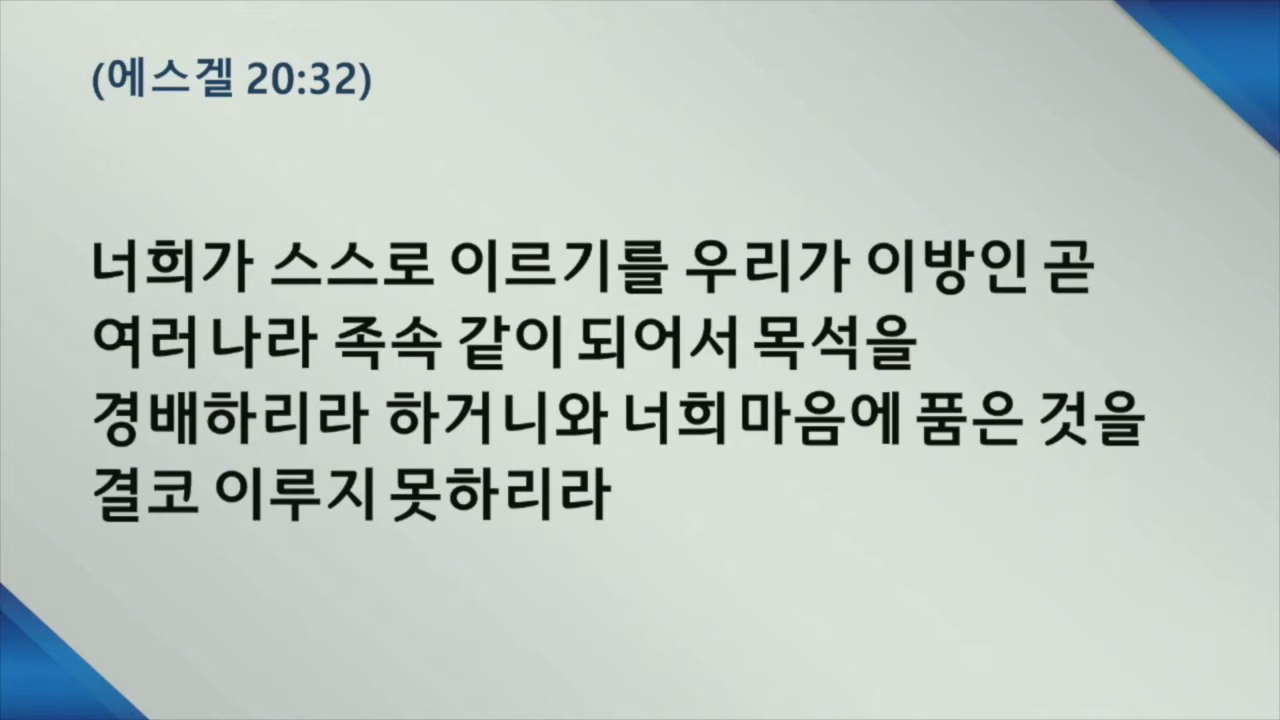 (에스겔 20:32)
너희가 스스로 이르기를 우리가 이방인 곧
여러 나라 족속 같이 되어서 목석을
경배하리라 하거니와 너희 마음에 품은 것을
결코 이루지 못하리라